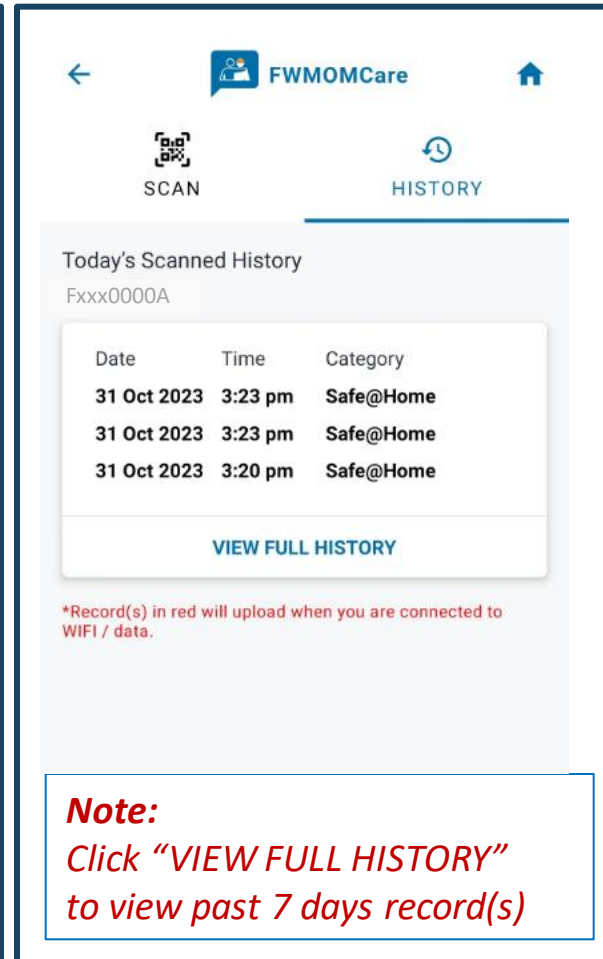 FWMOMCare
SCAN HISTORY
Today's Scanned History
Fxxx0000A
Date Time Category
31 Oct 2023 3:23 pm Safe@Home
31 Oct 2023 3:23 pm Safe@Home
31 Oct 2023 3:20 pm Safe@Home
VIEW FULL HISTORY
*Record(s) in red will upload when you are connected to
WIFI / data.
Note:
Click “VIEW FULL HISTORY”
to view past 7 days record(s)